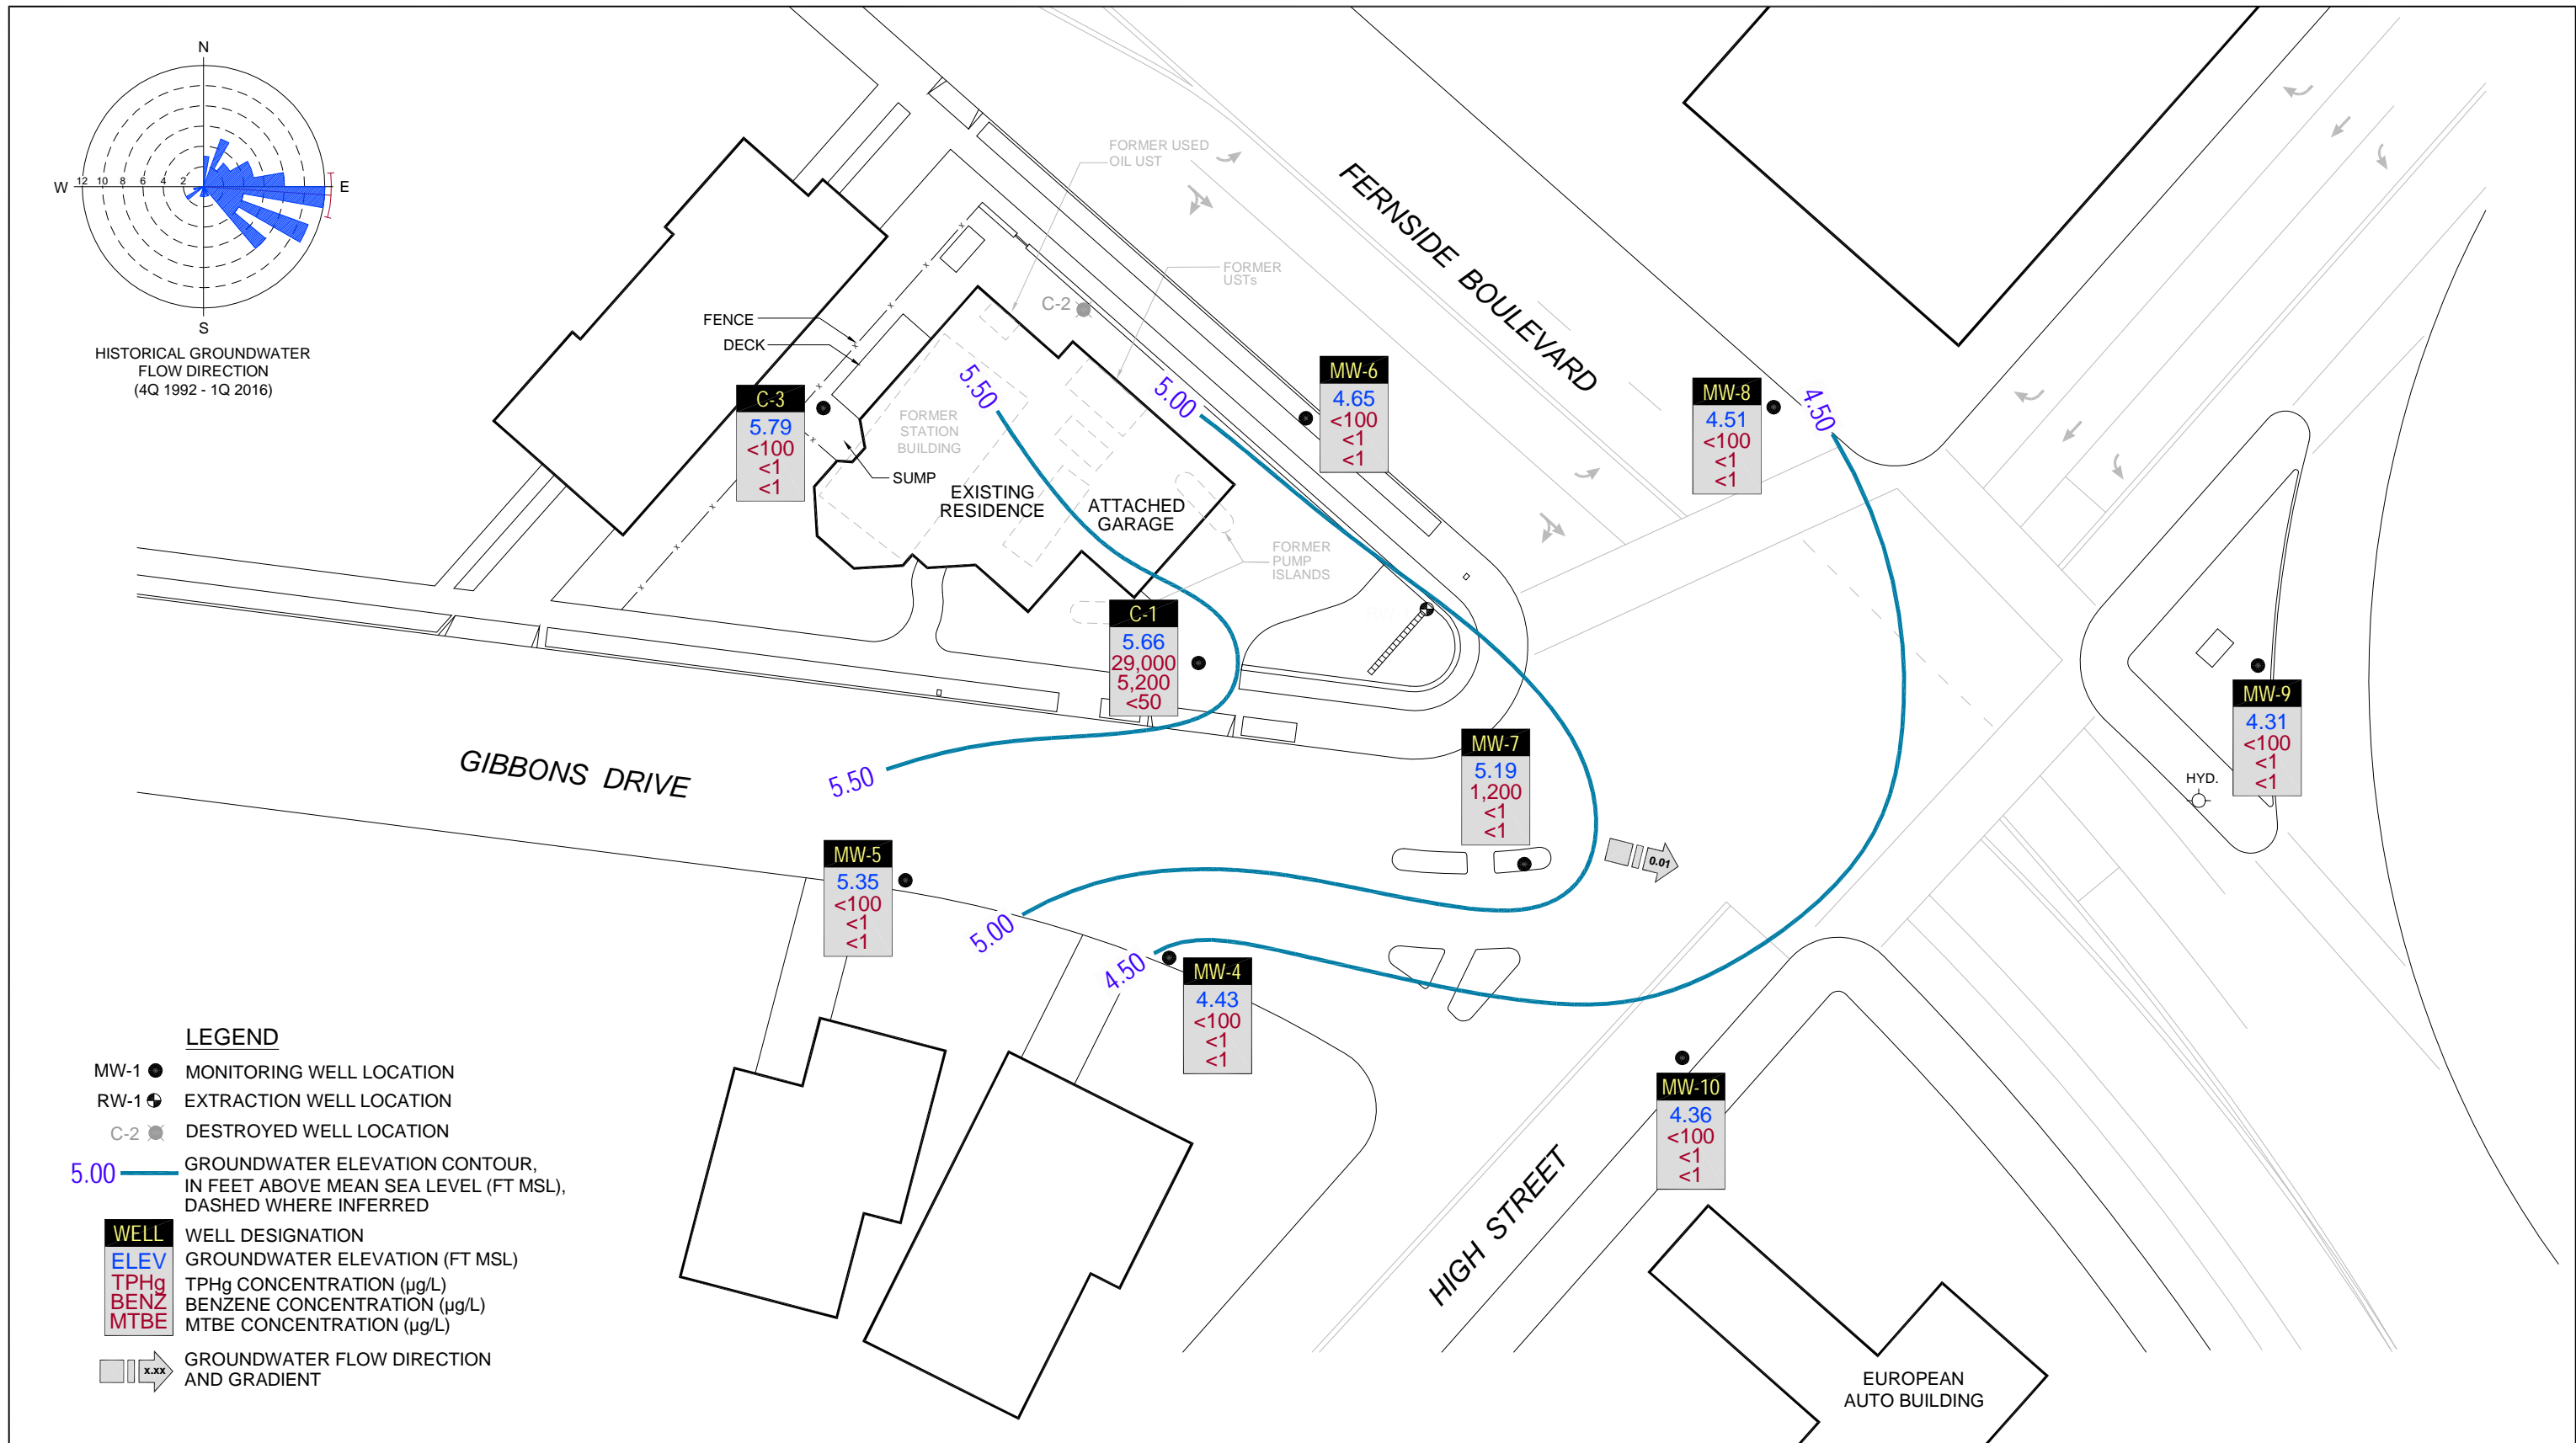 N
W 12 10 8 6 4 2 E
S
HISTORICAL GROUNDWATER
FLOW DIRECTION
(4Q 1992 - 1Q 2016)
FORMER USED
OIL UST
FORMER
USTs
C-2
FERNSIDE BOULEVARD
FENCE
DECK
C-3
5.79
<100
<1
<1
FORMER
STATION
BUILDING
SUMP
EXISTING
RESIDENCE
ATTACHED
GARAGE
5.50
5.00
MW-6
4.65
<100
<1
<1
MW-8
4.51
<100
<1
<1
4.50
FORMER
PUMP
ISLANDS
C-1
5.66
29,000
5,200
<50
MW-9
4.31
<100
<1
<1
HYD.
GIBBONS DRIVE
5.50
MW-7
5.19
1,200
<1
<1
0.01
MW-5
5.35
<100
<1
<1
5.00
4.50
MW-4
4.43
<100
<1
<1
MW-10
4.36
<100
<1
<1
HIGH STREET
EUROPEAN
AUTO BUILDING
LEGEND
MW-1 MONITORING WELL LOCATION
RW-1 EXTRACTION WELL LOCATION
C-2 DESTROYED WELL LOCATION
5.00 GROUNDWATER ELEVATION CONTOUR,
IN FEET ABOVE MEAN SEA LEVEL (FT MSL),
DASHED WHERE INFERRED
WELL WELL DESIGNATION
ELEV GROUNDWATER ELEVATION (FT MSL)
TPHg TPHg CONCENTRATION (µg/L)
BENZ BENZENE CONCENTRATION (µg/L)
MTBE MTBE CONCENTRATION (µg/L)
x.xx GROUNDWATER FLOW DIRECTION
AND GRADIENT